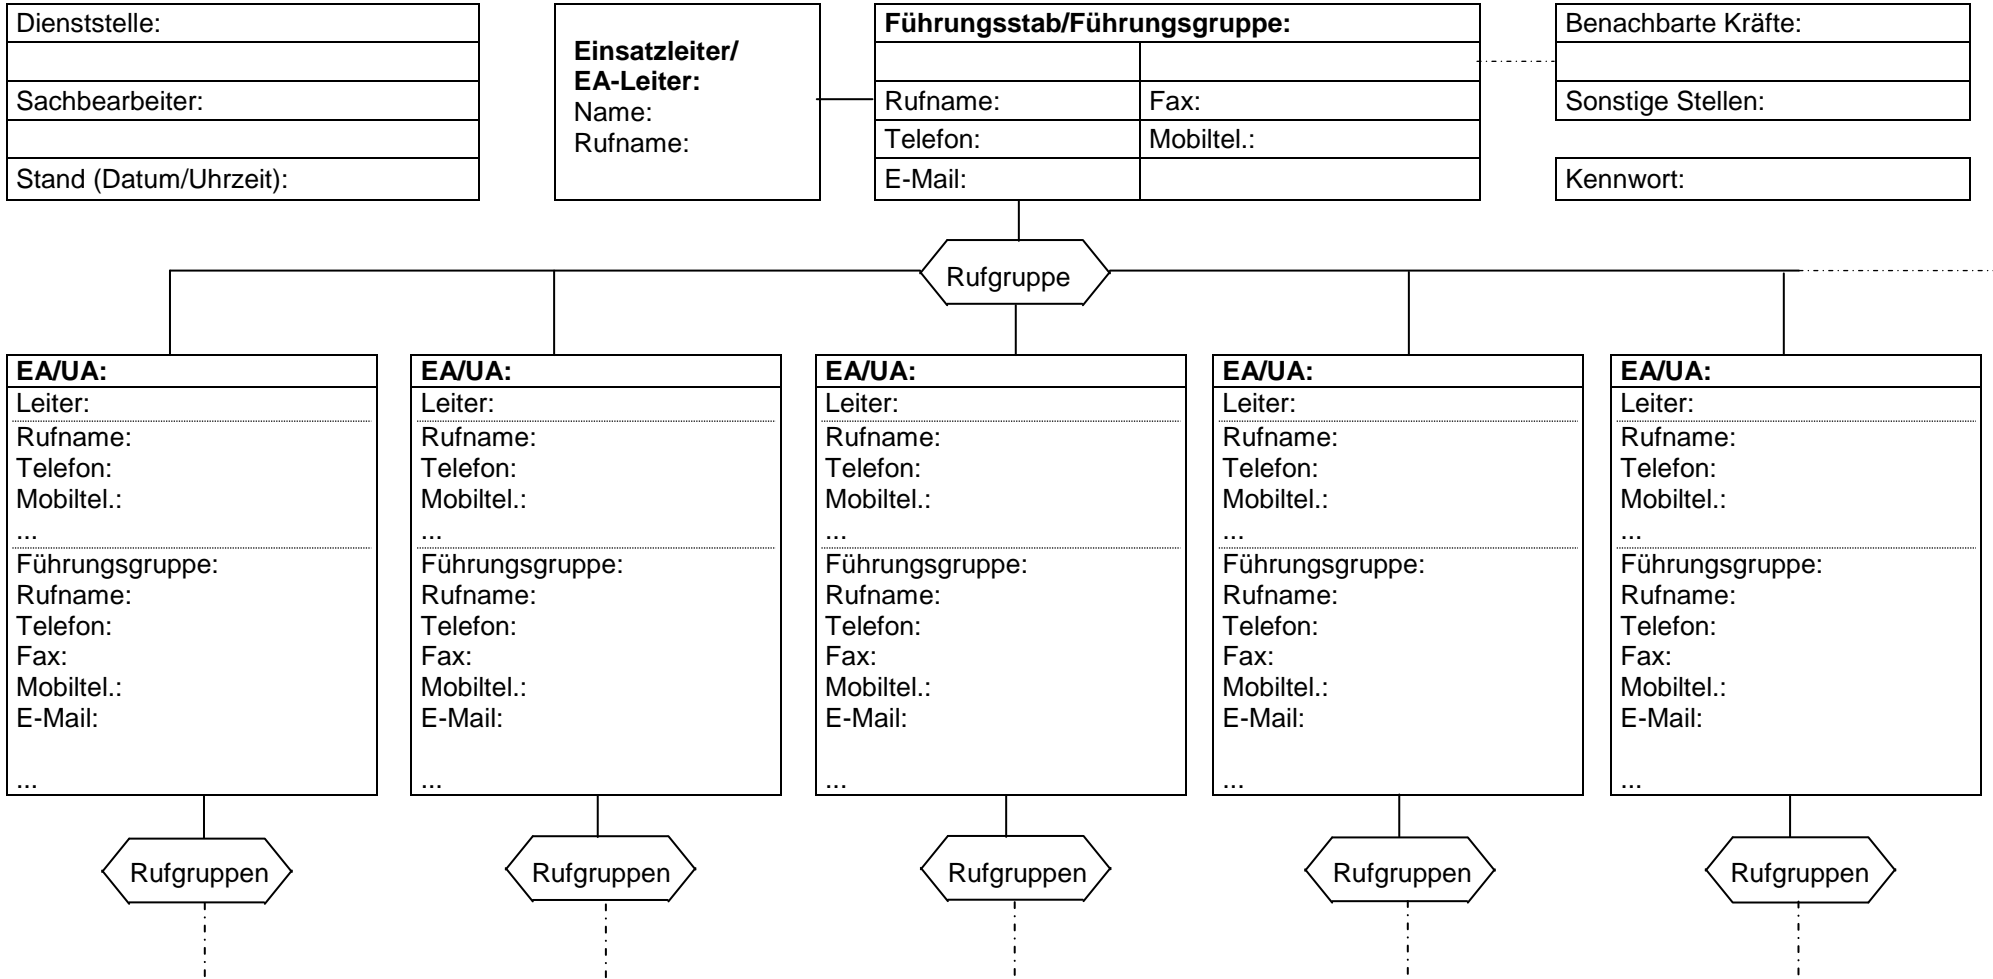 Dienststelle:
Sachbearbeiter:
Stand (Datum/Uhrzeit):
Einsatzleiter/
EA-Leiter:
Name:
Rufname:
Führungsstab/Führungsgruppe:
Rufname: Fax:
Telefon: Mobiltel.:
E-Mail:
Benachbarte Kräfte:
Sonstige Stellen:
Kennwort:
Rufgruppe
EA/UA:
Leiter:
Rufname:
Telefon:
Mobiltel.:
...
Führungsgruppe:
Rufname:
Telefon:
Fax:
Mobiltel.:
E-Mail:
...
Rufgruppen
EA/UA:
Leiter:
Rufname:
Telefon:
Mobiltel.:
...
Führungsgruppe:
Rufname:
Telefon:
Fax:
Mobiltel.:
E-Mail:
...
Rufgruppen
EA/UA:
Leiter:
Rufname:
Telefon:
Mobiltel.:
...
Führungsgruppe:
Rufname:
Telefon:
Fax:
Mobiltel.:
E-Mail:
...
Rufgruppen
EA/UA:
Leiter:
Rufname:
Telefon:
Mobiltel.:
...
Führungsgruppe:
Rufname:
Telefon:
Fax:
Mobiltel.:
E-Mail:
...
Rufgruppen
EA/UA:
Leiter:
Rufname:
Telefon:
Mobiltel.:
...
Führungsgruppe:
Rufname:
Telefon:
Fax:
Mobiltel.:
E-Mail:
...
Rufgruppen